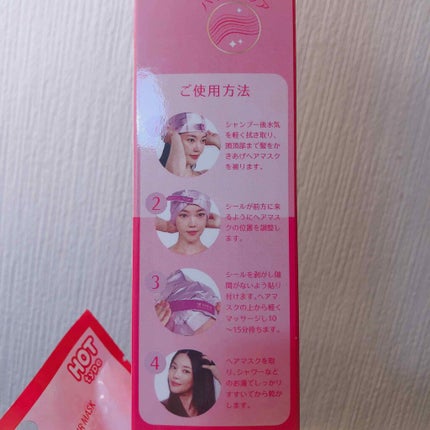 ご使用方法
シャンプー後水気
を軽く拭き取り、
頭頂部まで髪をか
きあげヘアマスク
を被ります。
2
シールが前方に来
るようにヘアマス
クの位置を調整し
ます。
3
シールを剥がし隙
間がないよう貼り
付けます。ヘアマ
スクの上から軽く
マッサージし10
～15分待ちます。
4
ヘアマスクを取
り、シャワーなど
のお湯でしっかり
すすいでから乾か
します。
HOT
type
MASK